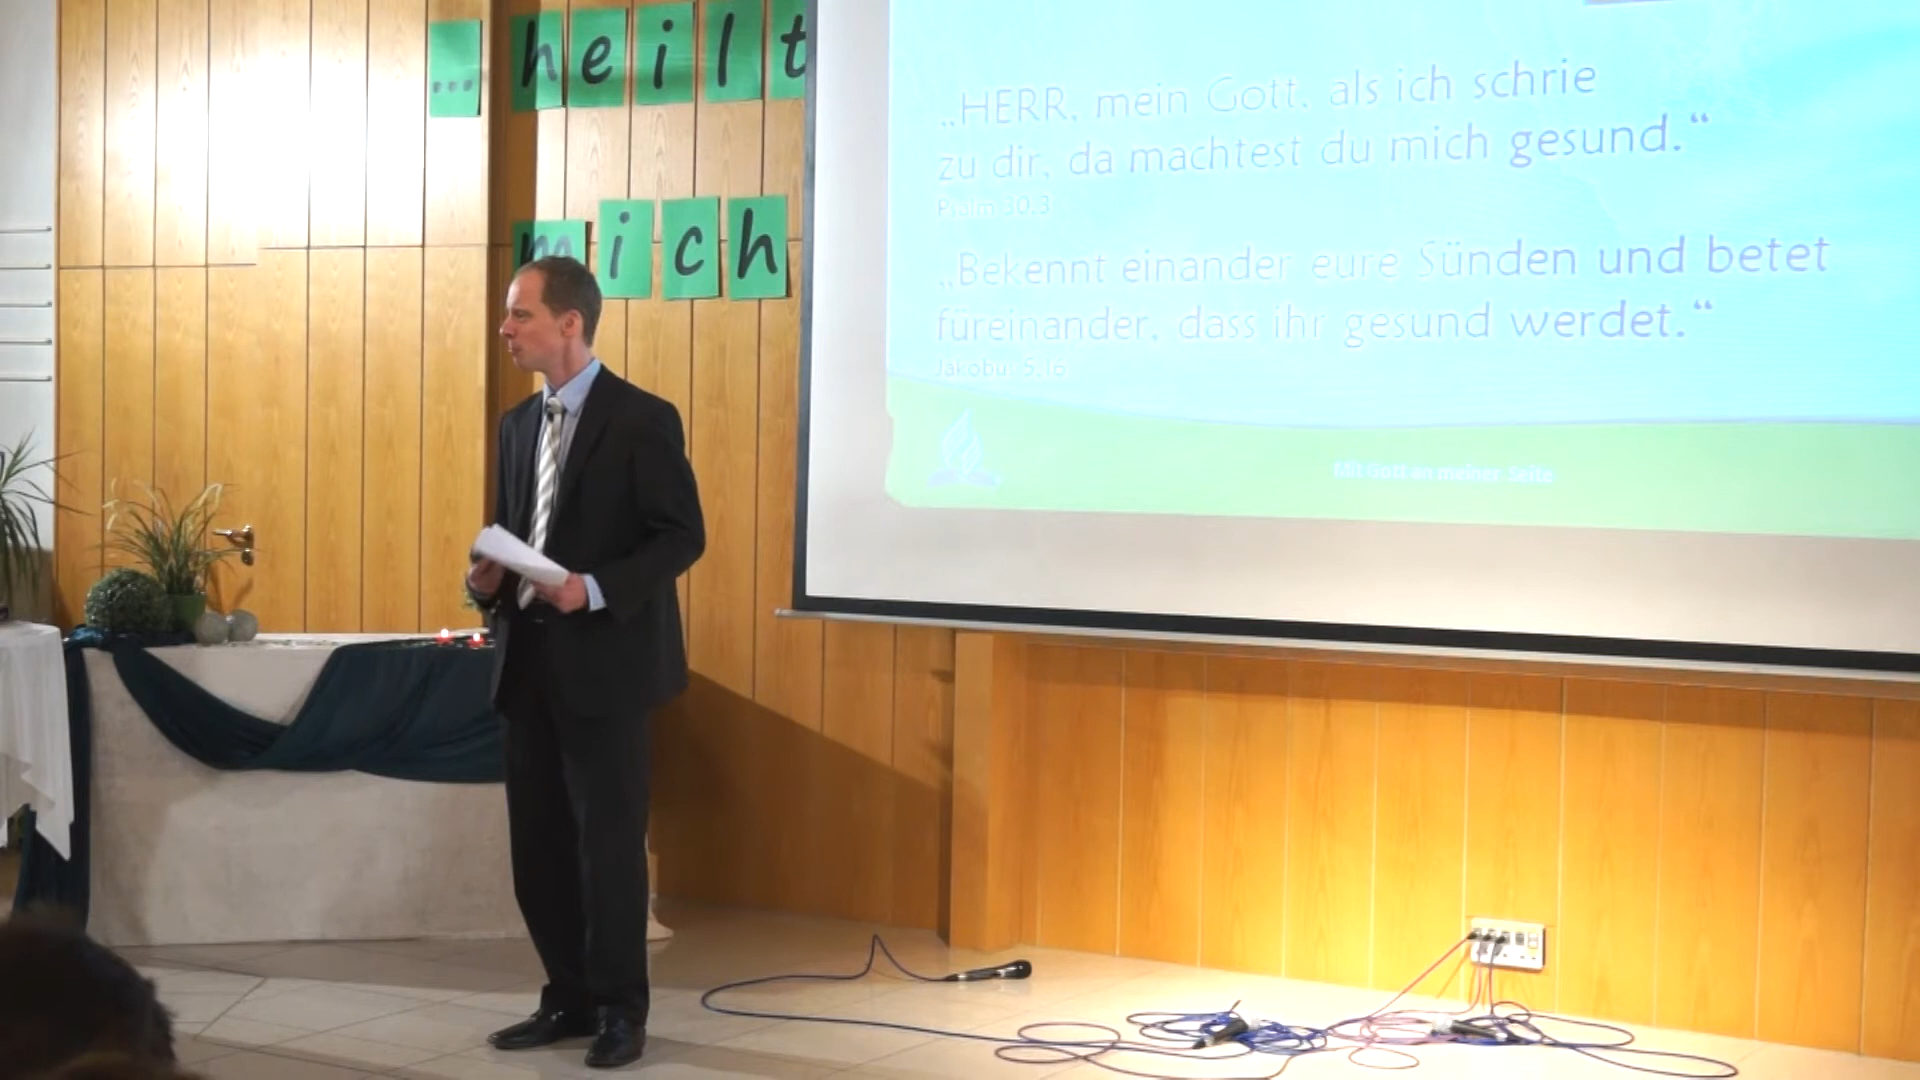 ... heilt
mich
„HERR, mein Gott, als ich schrie
zu dir, da machtest du mich gesund.“
Psalm 30,3
„Bekennt einander eure Sünden und betet
füreinander, dass ihr gesund werdet.“
Jakobus 5,16
Mit Gott an meiner Seite